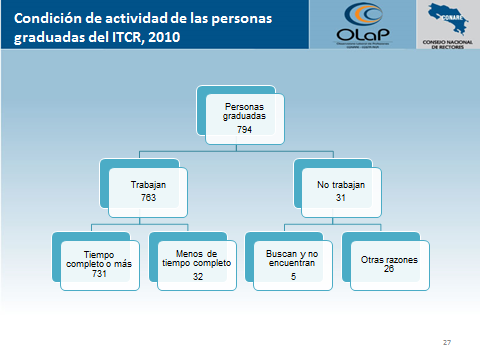 Condición de actividad de las personas
graduadas del ITCR, 2010
OLaP
CONARE
CONSEJO NACIONAL
DE RECTORES
Personas
graduadas
794
Trabajan
763
No trabajan
31
Tiempo
completo o más
731
Menos de
tiempo completo
32
Buscan y no
encuentran
5
Otras razones
26
27